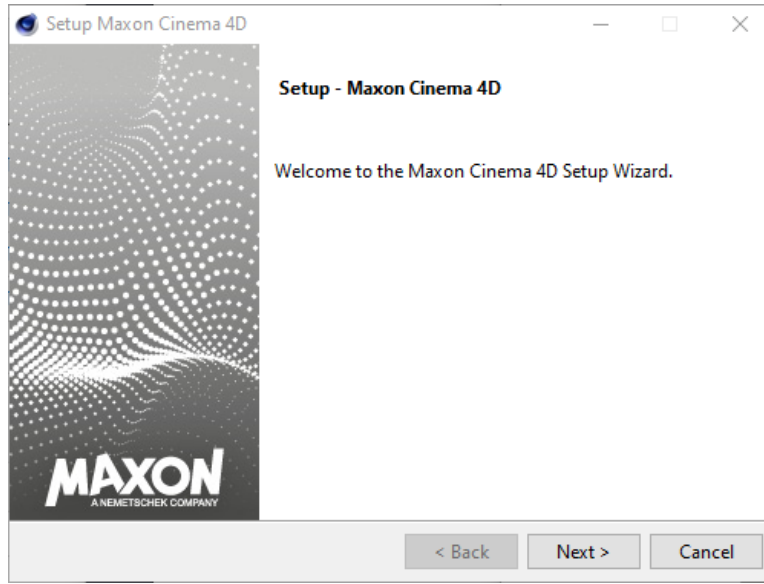 Setup Maxon Cinema 4D
Setup - Maxon Cinema 4D
Welcome to the Maxon Cinema 4D Setup Wizard.
MAXON
A NEMETSCHEK COMPANY
< Back Next > Cancel